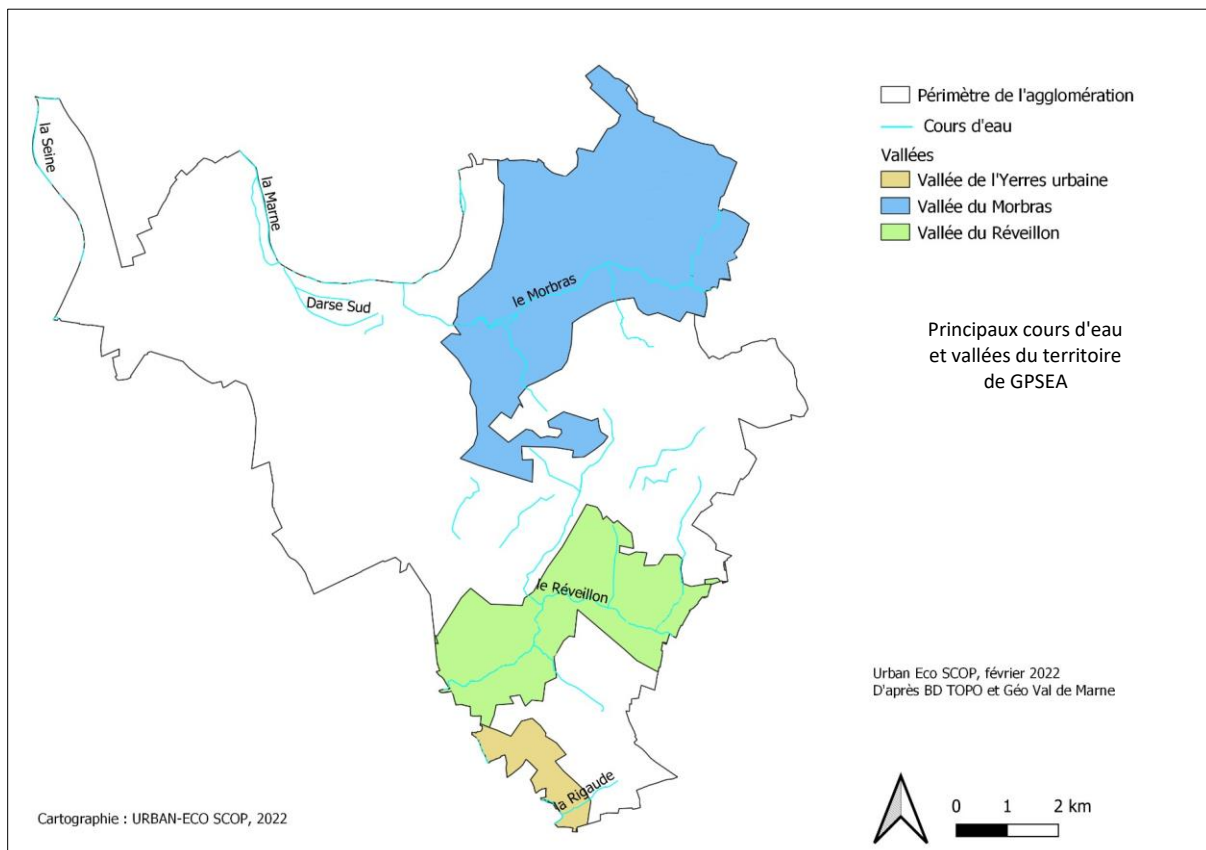 Périmètre de l'agglomération
Cours d'eau
Vallées
Vallée de l'Yerres urbaine
Vallée du Morbras
Vallée du Réveillon
la Seine
la Marne
Darse Sud
le Morbras
Principaux cours d'eau
et vallées du territoire
de GPSEA
le Réveillon
Urban Eco SCOP, février 2022
D'après BD TOPO et Géo Val de Marne
la Rigaude
0 1 2 km
Cartographie : URBAN-ECO SCOP, 2022